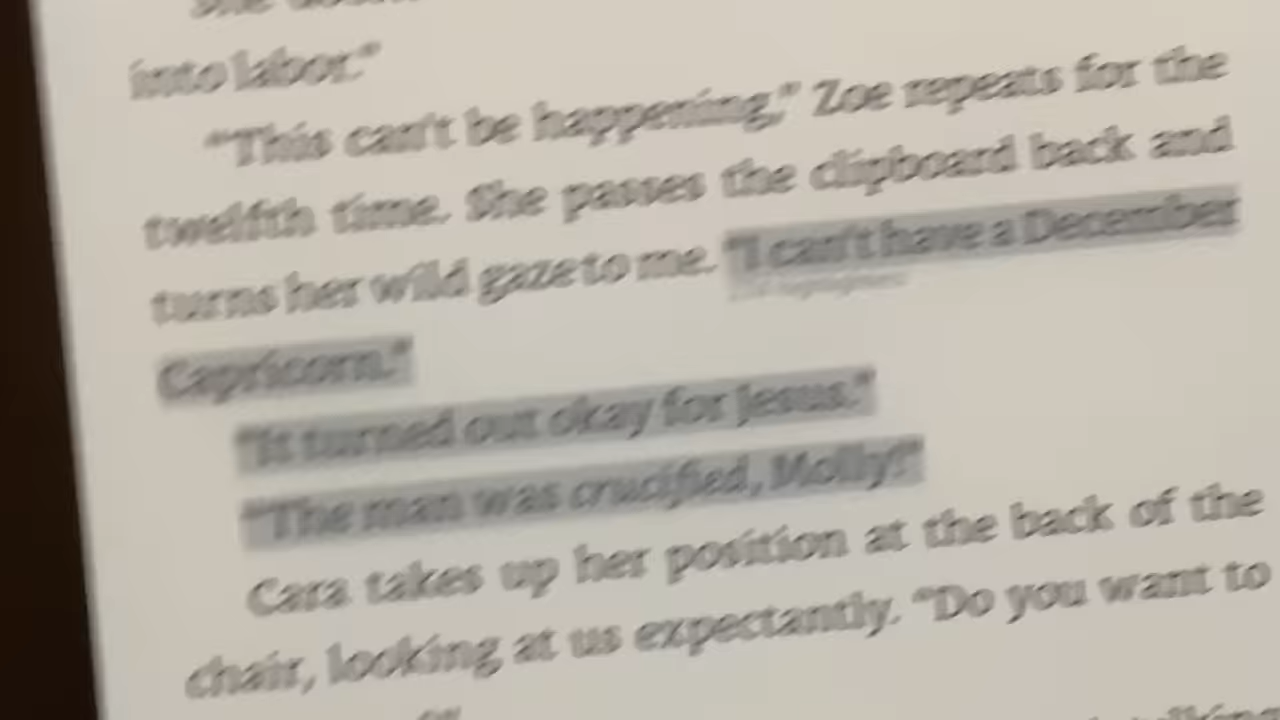 into labor."
"This can't be happening," Zoe repeats for the
twelfth time. She passes the clipboard back and
turns her wild gaze to me. "I can't have a December
Capricorn."
"It turned out okay for Jesus."
"The man was crucified, Molly!"
Cara takes up her position at the back of the
chair, looking at us expectantly. "Do you want to